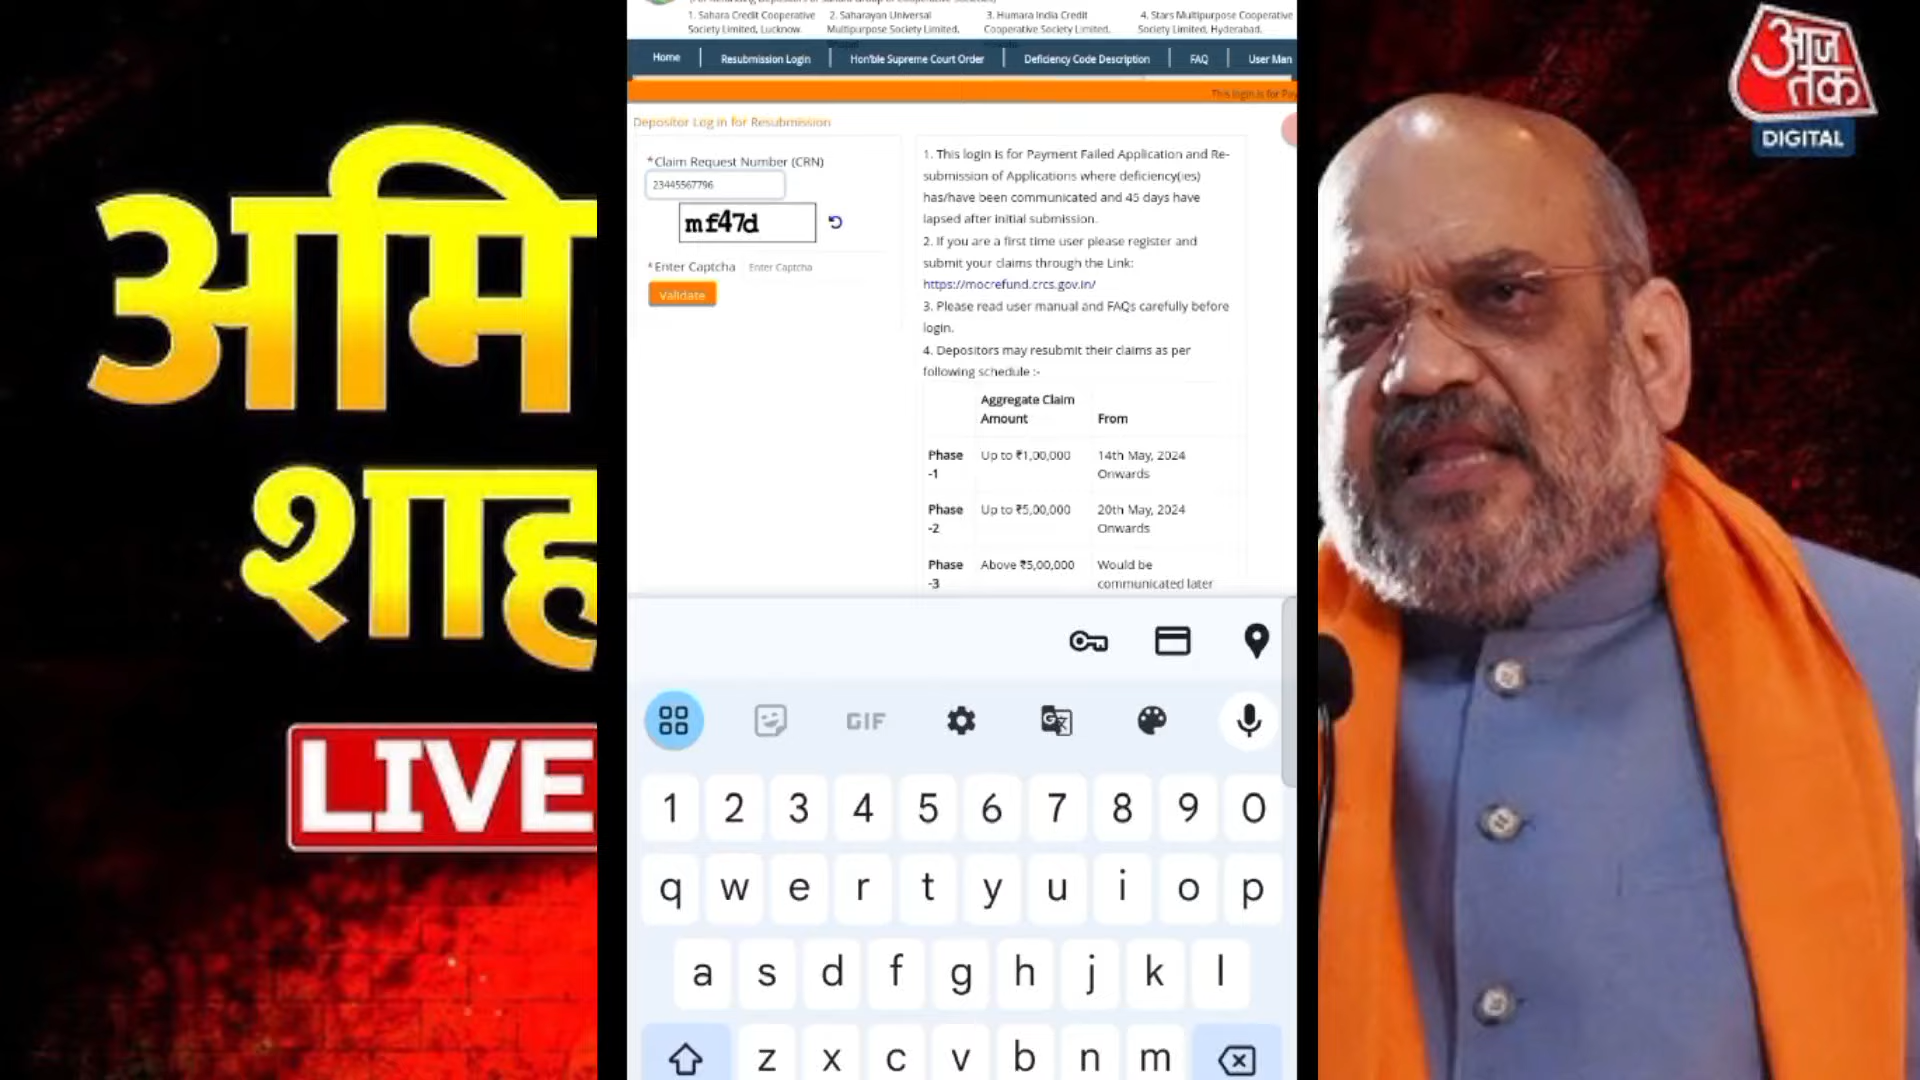 अमि
शाह
LIVE
1. Sahara Credit Cooperative Society Limited, Lucknow.
2. Saharayan Universal Multipurpose Society Limited,
3. Humara India Credit Cooperative Society Limited,
4. Stars Multipurpose Cooperative Society Limited, Hyderabad.
Home
Resubmission Login
Hon'ble Supreme Court Order
Deficiency Code Description
FAQ
User Man
This login is for Pay
Depositor Log in for Resubmission
*Claim Request Number (CRN)
23445567796
mf47d
*Enter Captcha
Enter Captcha
Validate
1. This login is for Payment Failed Application and Re-
submission of Applications where deficiency(ies)
has/have been communicated and 45 days have
lapsed after initial submission.
2. If you are a first time user please register and
submit your claims through the Link:
https://mocrefund.crcs.gov.in/
3. Please read user manual and FAQs carefully before
login.
4. Depositors may resubmit their claims as per
following schedule :-
Aggregate Claim Amount
From
Phase -1
Up to ₹1,00,000
14th May, 2024 Onwards
Phase -2
Up to ₹5,00,000
20th May, 2024 Onwards
Phase -3
Above ₹5,00,000
Would be communicated later
GIF
1 2 3 4 5 6 7 8 9 0
q w e r t y u i o p
a s d f g h j k l
z x c v b n m
आज
तक
DIGITAL